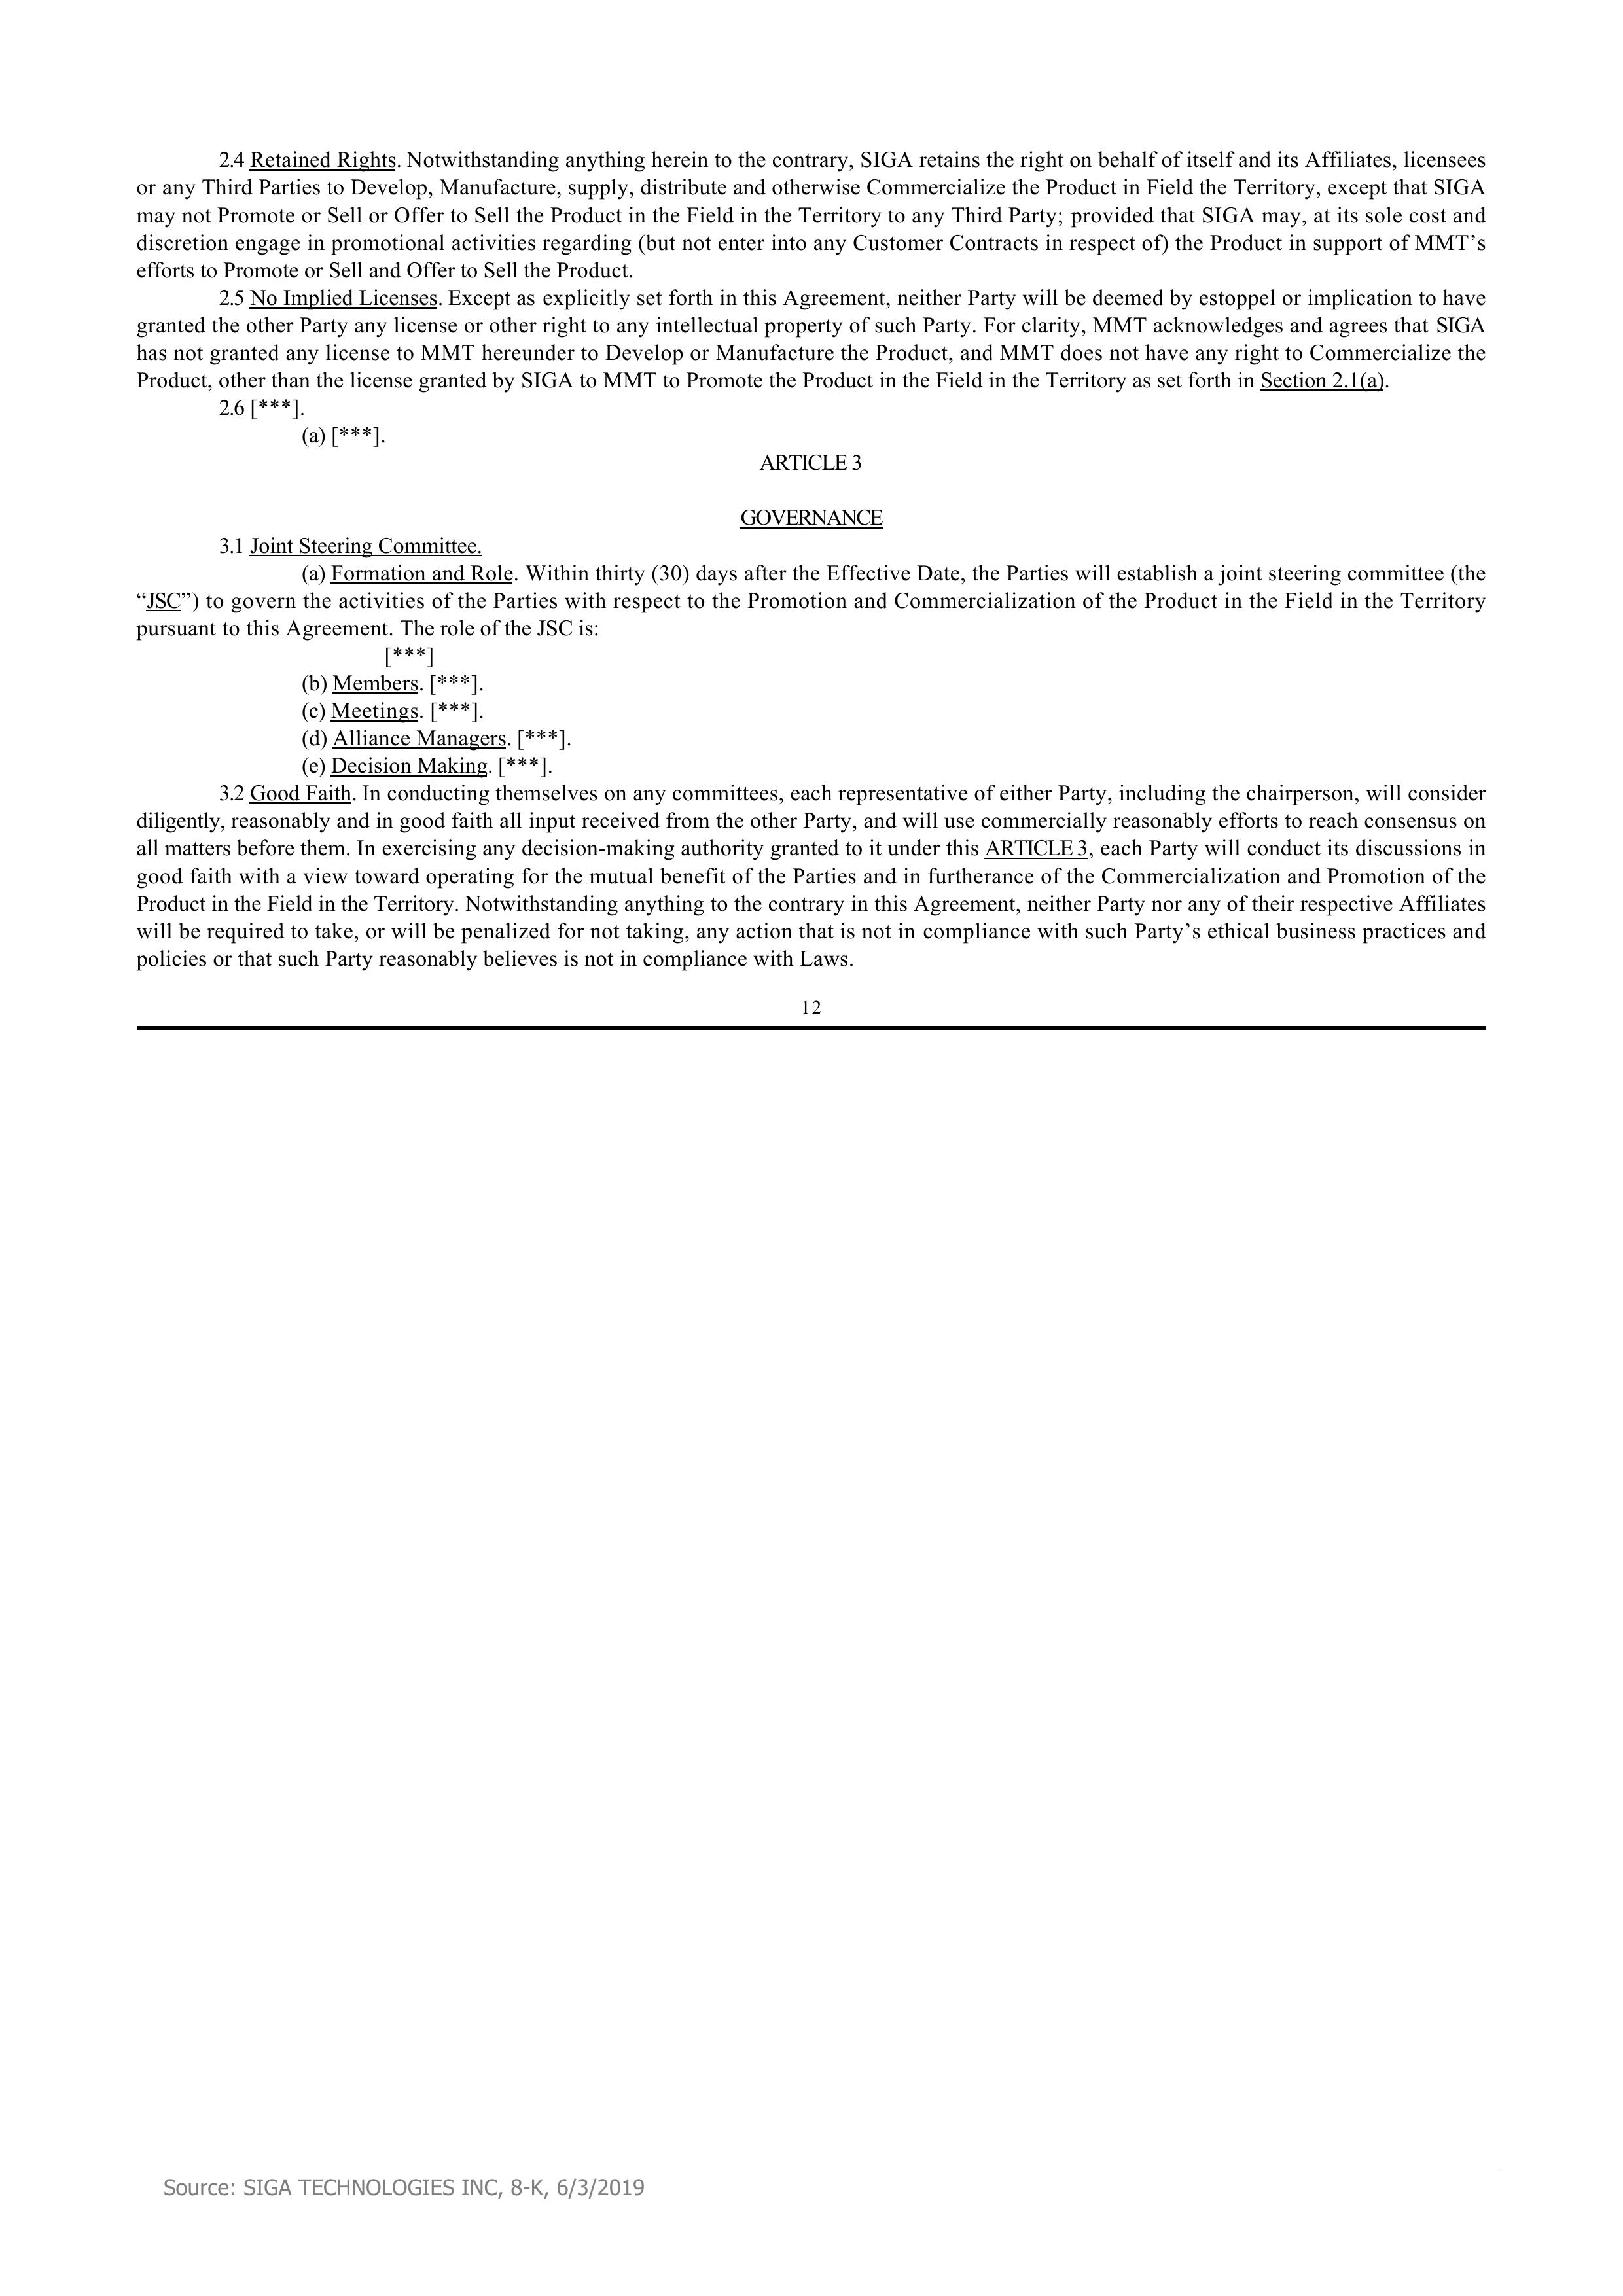 2.4 Retained Rights. Notwithstanding anything herein to the contrary, SIGA retains the right on behalf of itself and its Affiliates, licensees
or any Third Parties to Develop, Manufacture, supply, distribute and otherwise Commercialize the Product in Field the Territory, except that SIGA
may not Promote or Sell or Offer to Sell the Product in the Field in the Territory to any Third Party; provided that SIGA may, at its sole cost and
discretion engage in promotional activities regarding (but not enter into any Customer Contracts in respect of) the Product in support of MMT’s
efforts to Promote or Sell and Offer to Sell the Product.
2.5 No Implied Licenses. Except as explicitly set forth in this Agreement, neither Party will be deemed by estoppel or implication to have
granted the other Party any license or other right to any intellectual property of such Party. For clarity, MMT acknowledges and agrees that SIGA
has not granted any license to MMT hereunder to Develop or Manufacture the Product, and MMT does not have any right to Commercialize the
Product, other than the license granted by SIGA to MMT to Promote the Product in the Field in the Territory as set forth in Section 2.1(a).
2.6 [***].
(a) [***].
ARTICLE 3
GOVERNANCE
3.1 Joint Steering Committee.
(a) Formation and Role. Within thirty (30) days after the Effective Date, the Parties will establish a joint steering committee (the
“JSC”) to govern the activities of the Parties with respect to the Promotion and Commercialization of the Product in the Field in the Territory
pursuant to this Agreement. The role of the JSC is:
[***]
(b) Members. [***].
(c) Meetings. [***].
(d) Alliance Managers. [***].
(e) Decision Making. [***].
3.2 Good Faith. In conducting themselves on any committees, each representative of either Party, including the chairperson, will consider
diligently, reasonably and in good faith all input received from the other Party, and will use commercially reasonably efforts to reach consensus on
all matters before them. In exercising any decision-making authority granted to it under this ARTICLE 3, each Party will conduct its discussions in
good faith with a view toward operating for the mutual benefit of the Parties and in furtherance of the Commercialization and Promotion of the
Product in the Field in the Territory. Notwithstanding anything to the contrary in this Agreement, neither Party nor any of their respective Affiliates
will be required to take, or will be penalized for not taking, any action that is not in compliance with such Party’s ethical business practices and
policies or that such Party reasonably believes is not in compliance with Laws.
12
Source: SIGA TECHNOLOGIES INC, 8-K, 6/3/2019